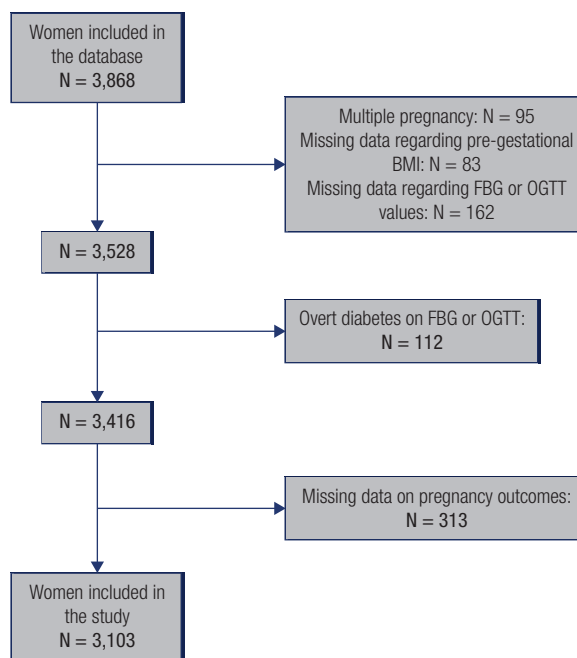 Women included in
the database
N = 3,868
Multiple pregnancy: N = 95
Missing data regarding pre-gestational
BMI: N = 83
Missing data regarding FBG or OGTT
values: N = 162
N = 3,528
Overt diabetes on FBG or OGTT:
N = 112
N = 3,416
Missing data on pregnancy outcomes:
N = 313
Women included in
the study
N = 3,103